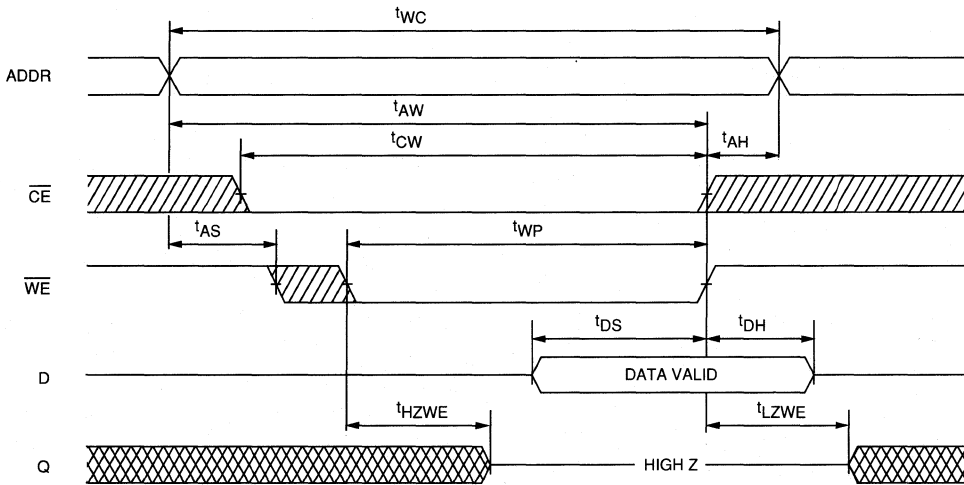 tWC
ADDR
tAW
tCW
tAH
CE
tAS
tWP
WE
tDS
tDH
D
DATA VALID
tHZWE
tLZWE
Q
HIGH Z